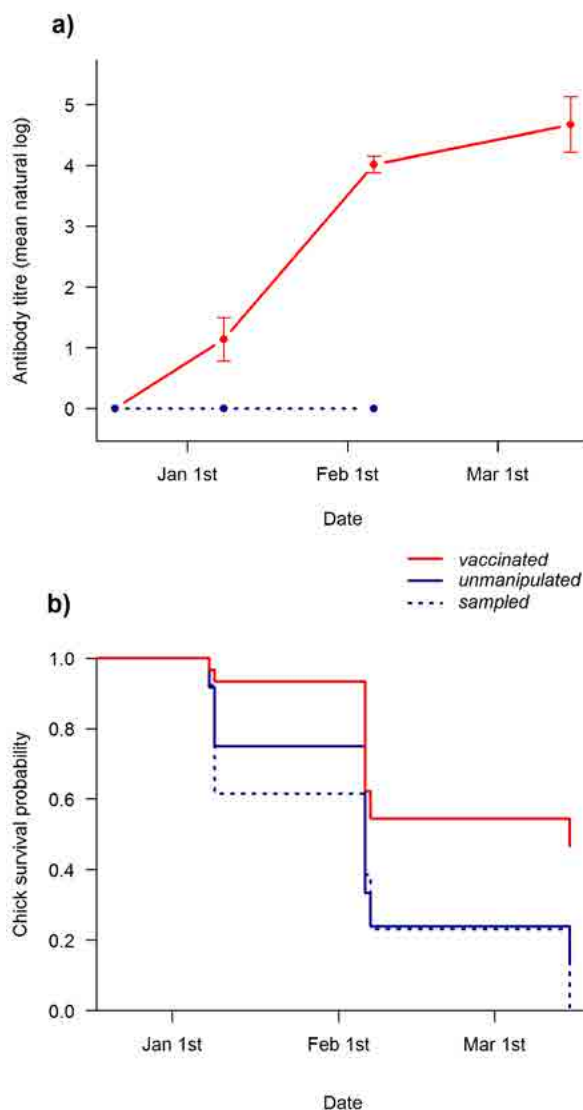 a)
Antibody titre (mean natural log)
5
4
3
2
1
0
Jan 1st Feb 1st Mar 1st
Date
vaccinated
unmanipulated
sampled
b)
Chick survival probability
1.0
0.8
0.6
0.4
0.2
0.0
Jan 1st Feb 1st Mar 1st
Date